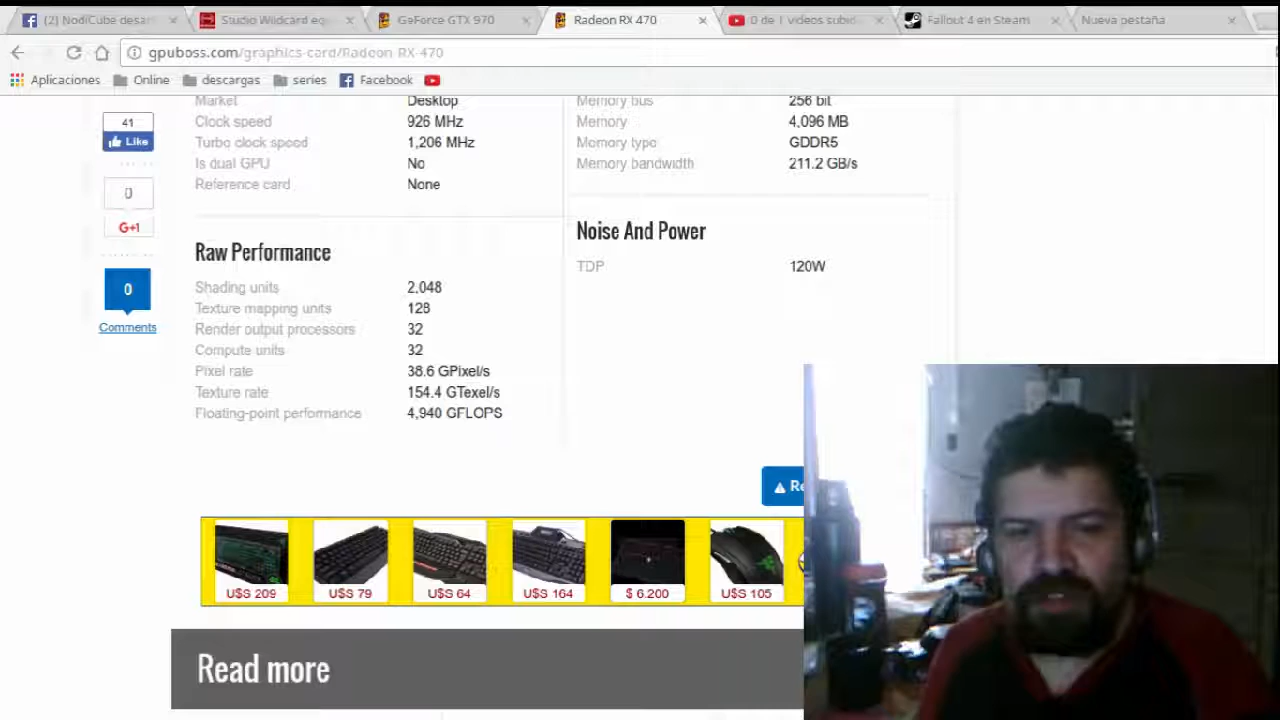 (2) NodiCube desar
Studio Wildcard eq
GeForce GTX 970
Radeon RX 470
0 de 1 videos subid
Fallout 4 en Steam
Nueva pestaña
gpuboss.com/graphics-card/Radeon-RX-470
Aplicaciones
Online
descargas
series
Facebook
41
Like
0
G+1
0
Comments
Market Desktop
Clock speed 926 MHz
Turbo clock speed 1,206 MHz
Is dual GPU No
Reference card None
Raw Performance
Shading units 2,048
Texture mapping units 128
Render output processors 32
Compute units 32
Pixel rate 38.6 GPixel/s
Texture rate 154.4 GTexel/s
Floating-point performance 4,940 GFLOPS
Memory bus 256 bit
Memory 4,096 MB
Memory type GDDR5
Memory bandwidth 211.2 GB/s
Noise And Power
TDP 120W
Re
U$S 209
U$S 79
U$S 64
U$S 164
$ 6.200
U$S 105
Read more